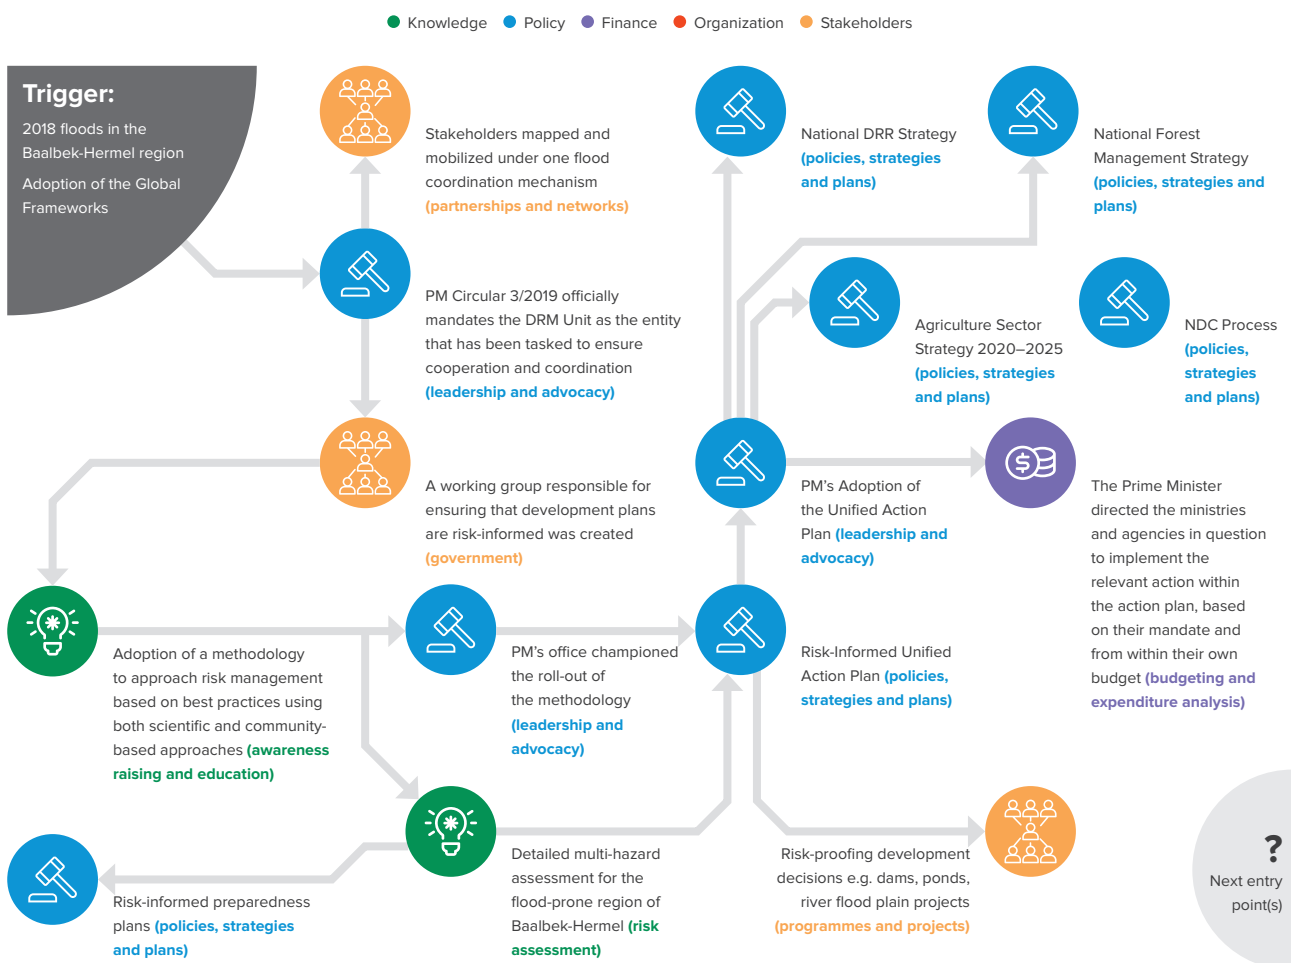 Knowledge Policy Finance Organization Stakeholders
Trigger:
2018 floods in the
Baalbek-Hermel region
Adoption of the Global
Frameworks
Stakeholders mapped and
mobilized under one flood
coordination mechanism
(partnerships and networks)
National DRR Strategy
(policies, strategies
and plans)
National Forest
Management Strategy
(policies, strategies and
plans)
PM Circular 3/2019 officially
mandates the DRM Unit as the entity
that has been tasked to ensure
cooperation and coordination
(leadership and advocacy)
Agriculture Sector
Strategy 2020–2025
(policies, strategies
and plans)
NDC Process
(policies,
strategies
and plans)
A working group responsible for
ensuring that development plans
are risk-informed was created
(government)
PM's Adoption of
the Unified Action
Plan (leadership and
advocacy)
The Prime Minister
directed the ministries
and agencies in question
to implement the
relevant action within
the action plan, based
on their mandate and
from within their own
budget (budgeting and
expenditure analysis)
Adoption of a methodology
to approach risk management
based on best practices using
both scientific and community-
based approaches (awareness
raising and education)
PM's office championed
the roll-out of
the methodology
(leadership and
advocacy)
Risk-Informed Unified
Action Plan (policies,
strategies and plans)
Risk-informed preparedness
plans (policies, strategies
and plans)
Detailed multi-hazard
assessment for the
flood-prone region of
Baalbek-Hermel (risk
assessment)
Risk-proofing development
decisions e.g. dams, ponds,
river flood plain projects
(programmes and projects)
?
Next entry
point(s)